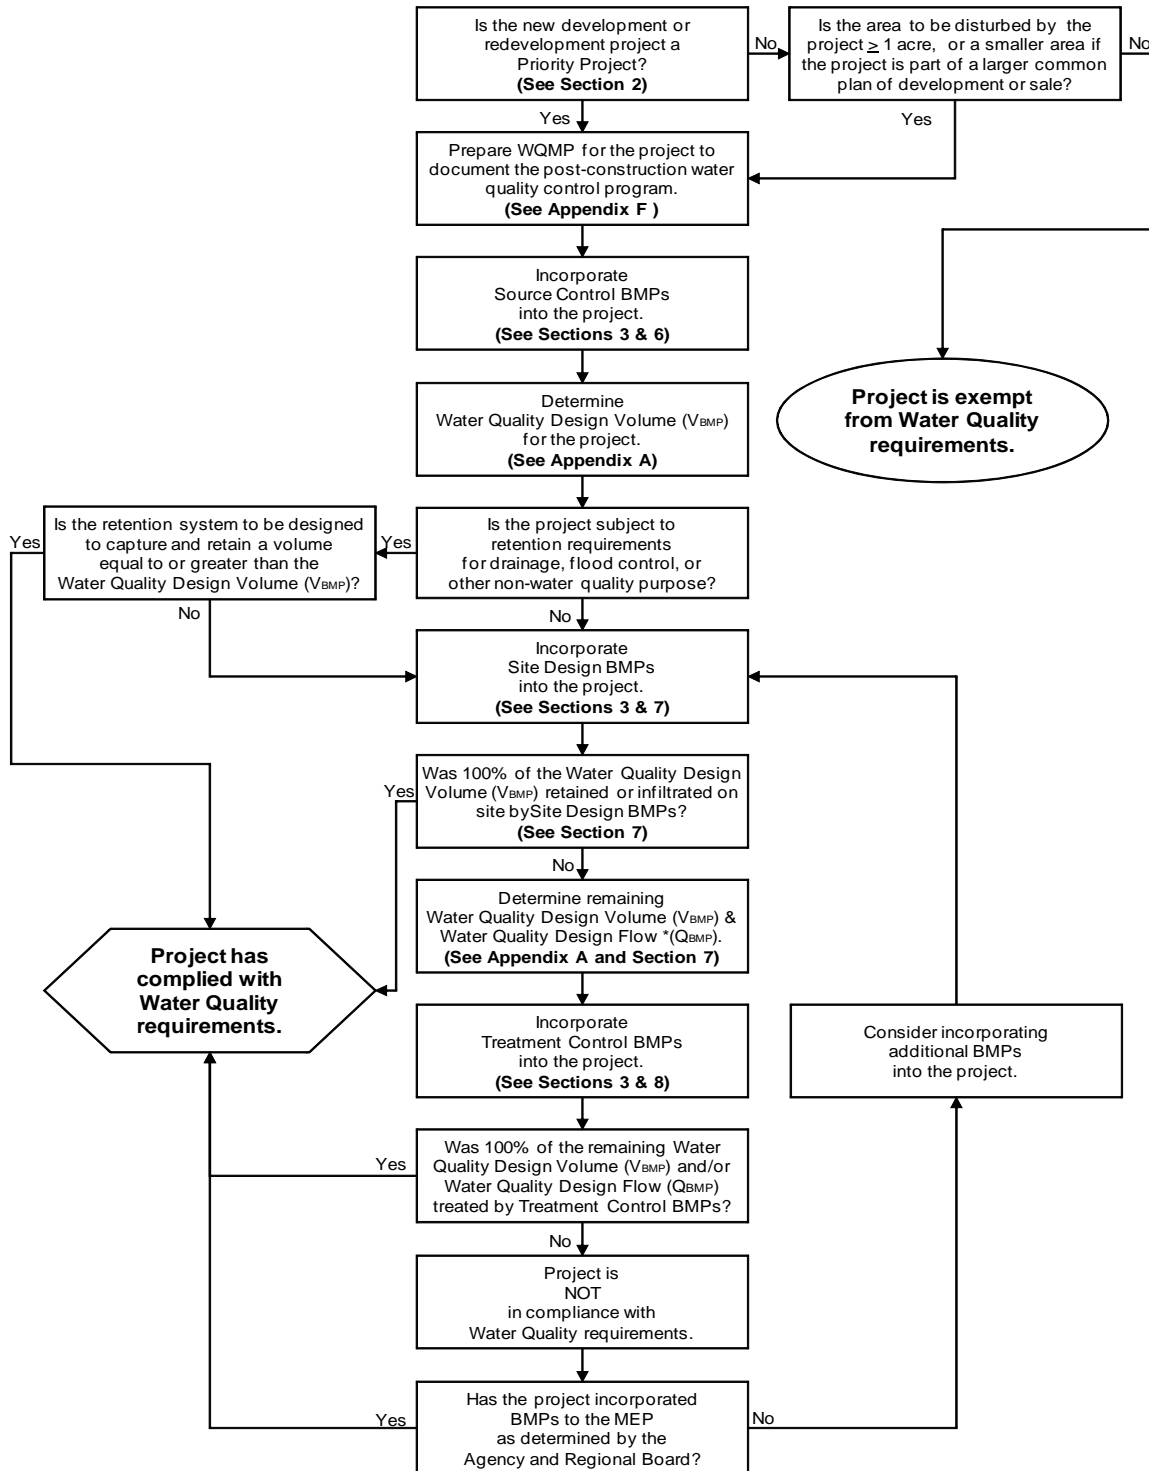 Is the new development or
redevelopment project a
Priority Project?
(See Section 2)
No
Is the area to be disturbed by the
project ≥ 1 acre, or a smaller area if
the project is part of a larger common
plan of development or sale?
No
Yes
Yes
Prepare WQMP for the project to
document the post-construction water
quality control program.
(See Appendix F )
Incorporate
Source Control BMPs
into the project.
(See Sections 3 & 6)
Project is exempt
from Water Quality
requirements.
Determine
Water Quality Design Volume (VBMP)
for the project.
(See Appendix A)
Yes
Is the retention system to be designed
to capture and retain a volume
equal to or greater than the
Water Quality Design Volume (VBMP)?
Yes
Is the project subject to
retention requirements
for drainage, flood control, or
other non-water quality purpose?
No
No
Incorporate
Site Design BMPs
into the project.
(See Sections 3 & 7)
Yes
Was 100% of the Water Quality Design
Volume (VBMP) retained or infiltrated on
site bySite Design BMPs?
(See Section 7)
No
Determine remaining
Water Quality Design Volume (VBMP) &
Water Quality Design Flow *(QBMP).
(See Appendix A and Section 7)
Project has
complied with
Water Quality
requirements.
Incorporate
Treatment Control BMPs
into the project.
(See Sections 3 & 8)
Consider incorporating
additional BMPs
into the project.
Yes
Was 100% of the remaining Water
Quality Design Volume (VBMP) and/or
Water Quality Design Flow (QBMP)
treated by Treatment Control BMPs?
No
Project is
NOT
in compliance with
Water Quality requirements.
Yes
Has the project incorporated
BMPs to the MEP
as determined by the
Agency and Regional Board?
No